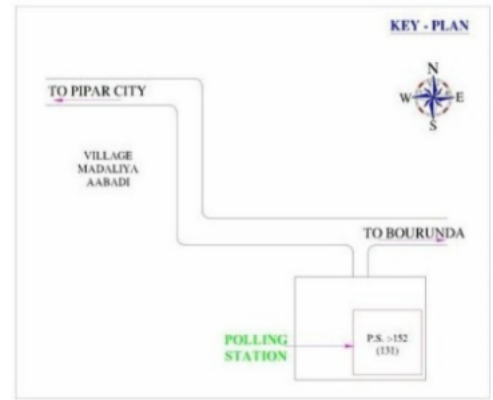 KEY - PLAN
N
W E
S
TO PIPAR CITY
VILLAGE
MADALIYA
AABADI
TO BOURUNDA
POLLING
STATION
P.S. :-152
(131)